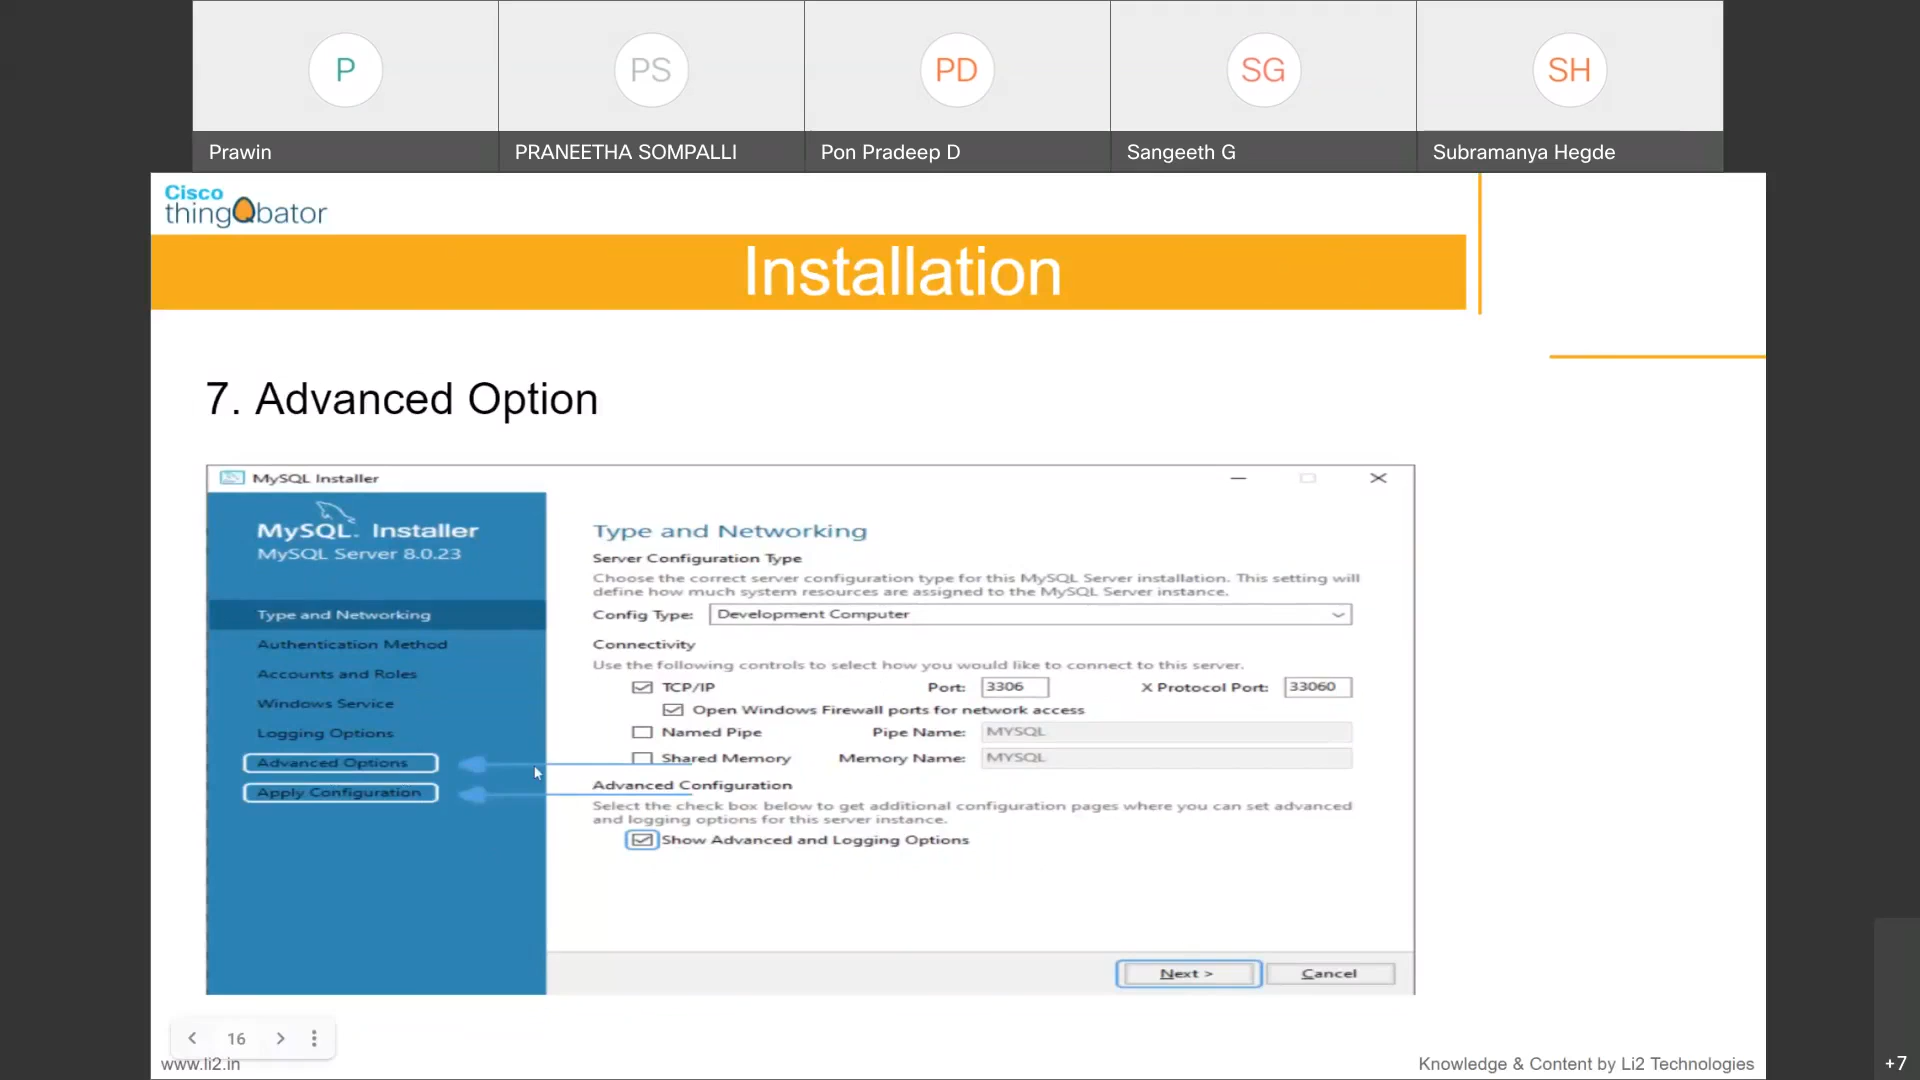 P
PS
PD
SG
SH
Prawin
PRANEETHA SOMPALLI
Pon Pradeep D
Sangeeth G
Subramanya Hegde
Cisco
thingQbator
Installation
7. Advanced Option
MySQL Installer
MySQL. Installer
MySQL Server 8.0.23
Type and Networking
Authentication Method
Accounts and Roles
Windows Service
Logging Options
Advanced Options
Apply Configuration
Type and Networking
Server Configuration Type
Choose the correct server configuration type for this MySQL Server installation. This setting will
define how much system resources are assigned to the MySQL Server instance.
Config Type: Development Computer
Connectivity
Use the following controls to select how you would like to connect to this server.
TCP/IP Port: 3306 X Protocol Port: 33060
Open Windows Firewall ports for network access
Named Pipe Pipe Name: MYSQL
Shared Memory Memory Name: MYSQL
Advanced Configuration
Select the check box below to get additional configuration pages where you can set advanced
and logging options for this server instance.
Show Advanced and Logging Options
Next > Cancel
16
www.li2.in
Knowledge & Content by Li2 Technologies
+7